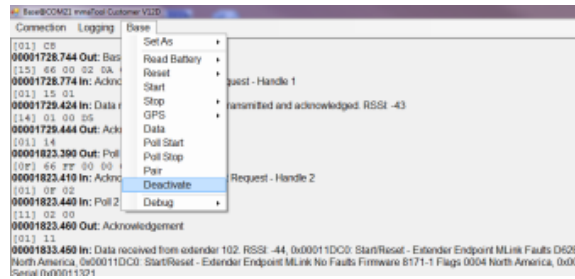 Base@COM21 mmsTool Customer V12D
Connection Logging Base
[01] CB
00001728.744 Out: Bas
[15] 66 00 02 0A
00001728.774 In: Ackno quest - Handle 1
[01] 15 01
00001729.424 In: Data r ransmitted and acknowledged. RSSI: -43
[14] 01 00 D5
00001729.444 Out: Ackn
[01] 14
00001823.390 Out: Poll
[0F] 66 FF 00 00
00001823.410 In: Ackno Request - Handle 2
[01] 0F 02
00001823.440 In: Poll 2
[11] 02 00
00001823.460 Out: Acknowledgement
[01] 11
00001833.450 In: Data received from extender 102. RSSI: -44, 0x00011DC0: Start/Reset - Extender Endpoint MLink Faults D628
North America, 0x00011DC0: Start/Reset - Extender Endpoint MLink No Faults Firmware 8171-1 Flags 0004 North America, 0x00
Serial 0x00011321
Set As
Read Battery
Reset
Start
Stop
GPS
Data
Poll Start
Poll Stop
Pair
Deactivate
Debug